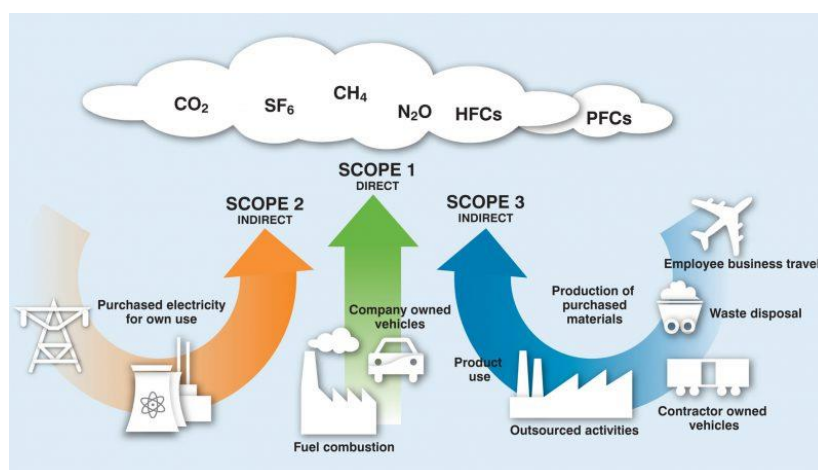 CO₂
SF₆
CH₄
N₂O
HFCs
PFCs
SCOPE 2
INDIRECT
SCOPE 1
DIRECT
SCOPE 3
INDIRECT
Purchased electricity
for own use
Company owned
vehicles
Fuel combustion
Product
use
Outsourced activities
Production of
purchased
materials
Employee business travel
Waste disposal
Contractor owned
vehicles